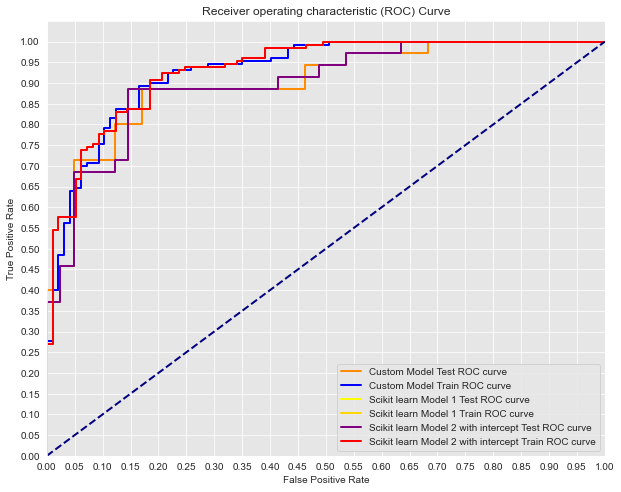 Receiver operating characteristic (ROC) Curve
1.00
0.95
0.90
0.85
0.80
0.75
0.70
0.65
0.60
0.55
0.50
0.45
0.40
0.35
0.30
0.25
0.20
0.15
0.10
0.05
0.00
True Positive Rate
Custom Model Test ROC curve
Custom Model Train ROC curve
Scikit learn Model 1 Test ROC curve
Scikit learn Model 1 Train ROC curve
Scikit learn Model 2 with intercept Test ROC curve
Scikit learn Model 2 with intercept Train ROC curve
0.00 0.05 0.10 0.15 0.20 0.25 0.30 0.35 0.40 0.45 0.50 0.55 0.60 0.65 0.70 0.75 0.80 0.85 0.90 0.95 1.00
False Positive Rate